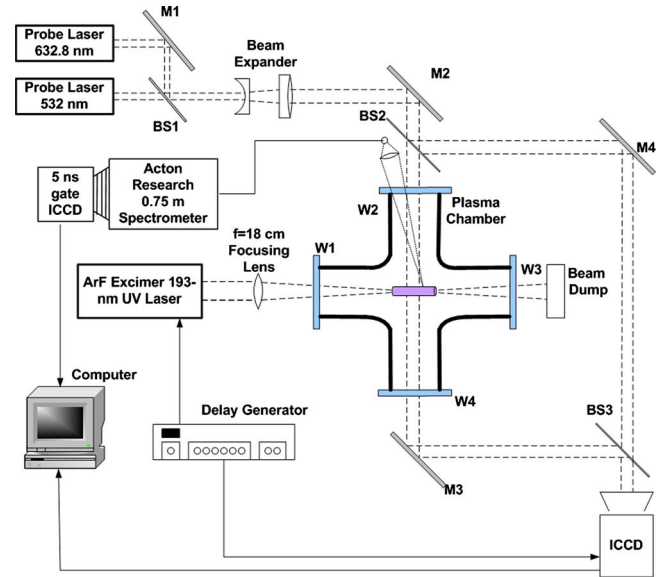 M1
Probe Laser
632.8 nm
Probe Laser
532 nm
BS1
Beam
Expander
M2
BS2
M4
5 ns
gate
ICCD
Acton
Research
0.75 m
Spectrometer
W2
Plasma
Chamber
f=18 cm
Focusing
Lens
W1
W3
ArF Excimer 193-
nm UV Laser
Beam
Dump
Computer
Delay Generator
W4
BS3
M3
ICCD